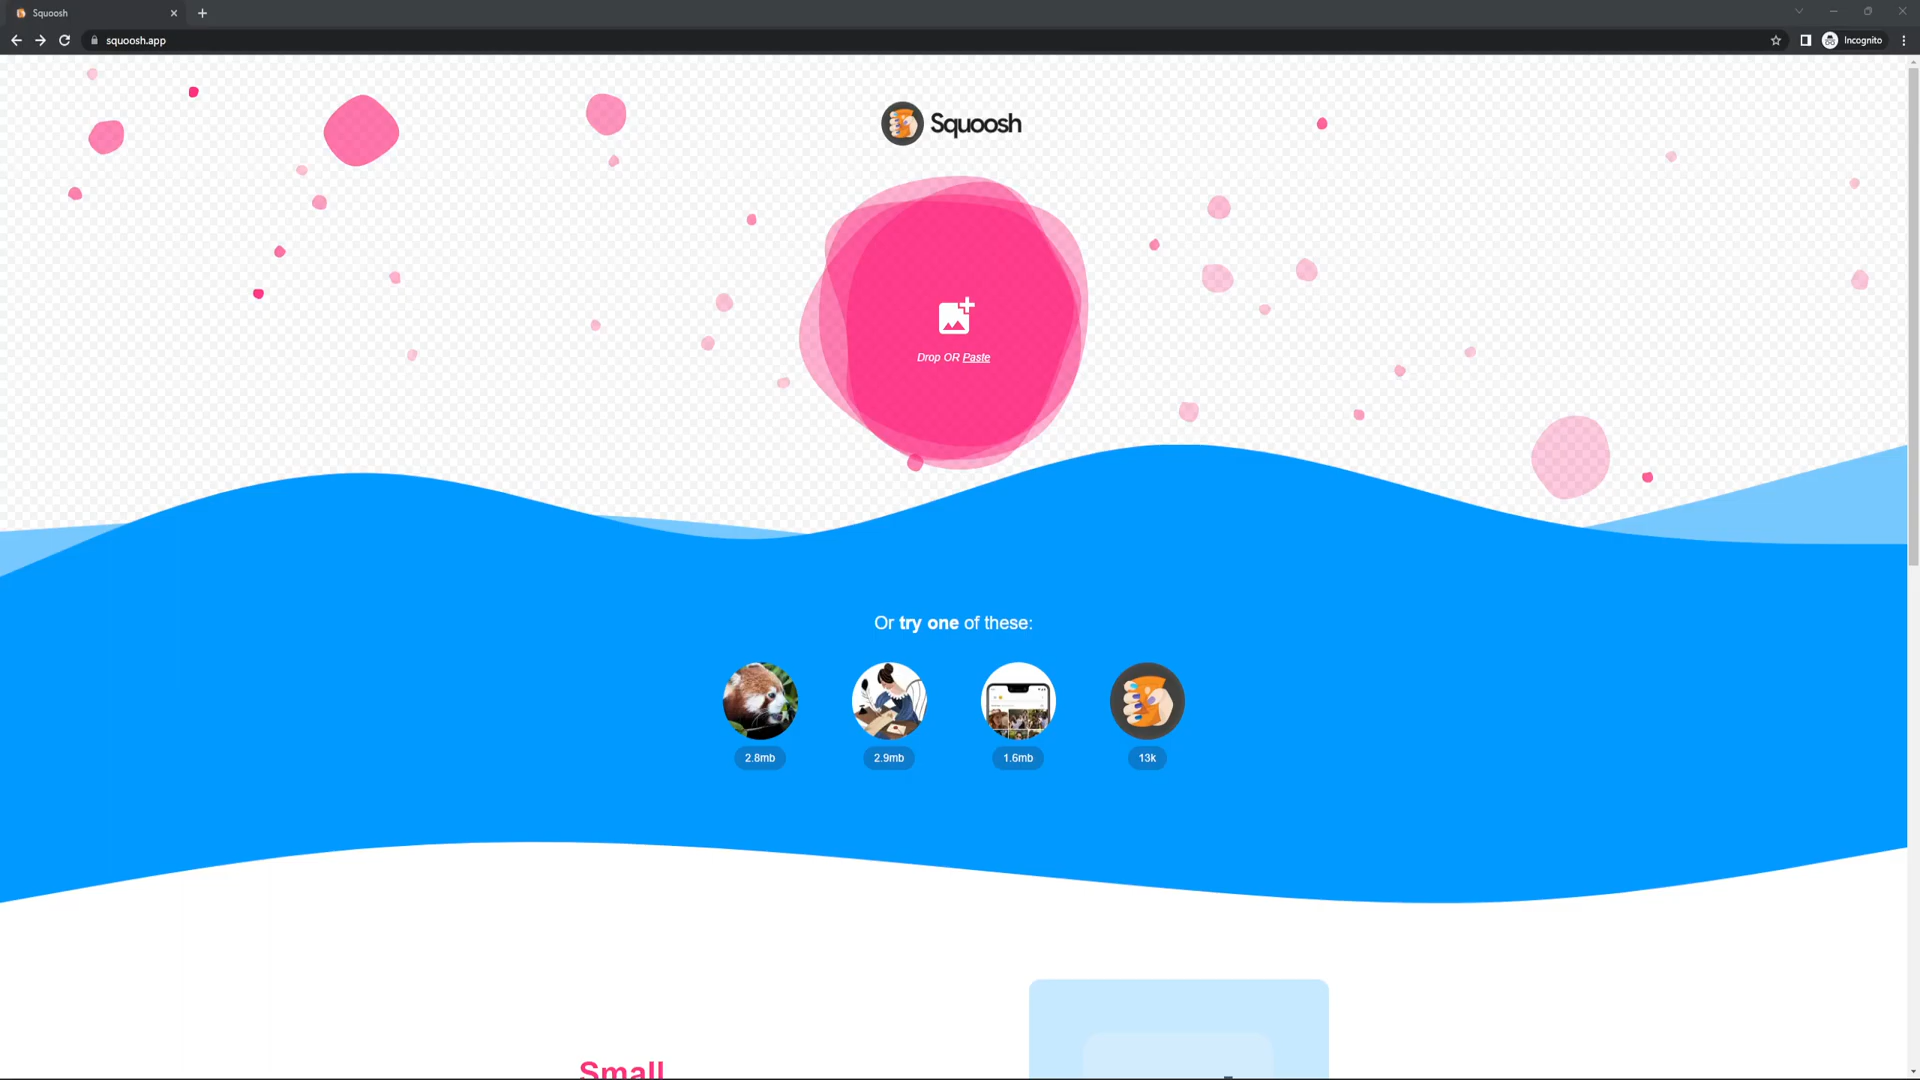 Squoosh
squoosh.app
Incognito
Squoosh
Drop OR Paste
Or try one of these:
2.8mb
2.9mb
1.6mb
13k
Small